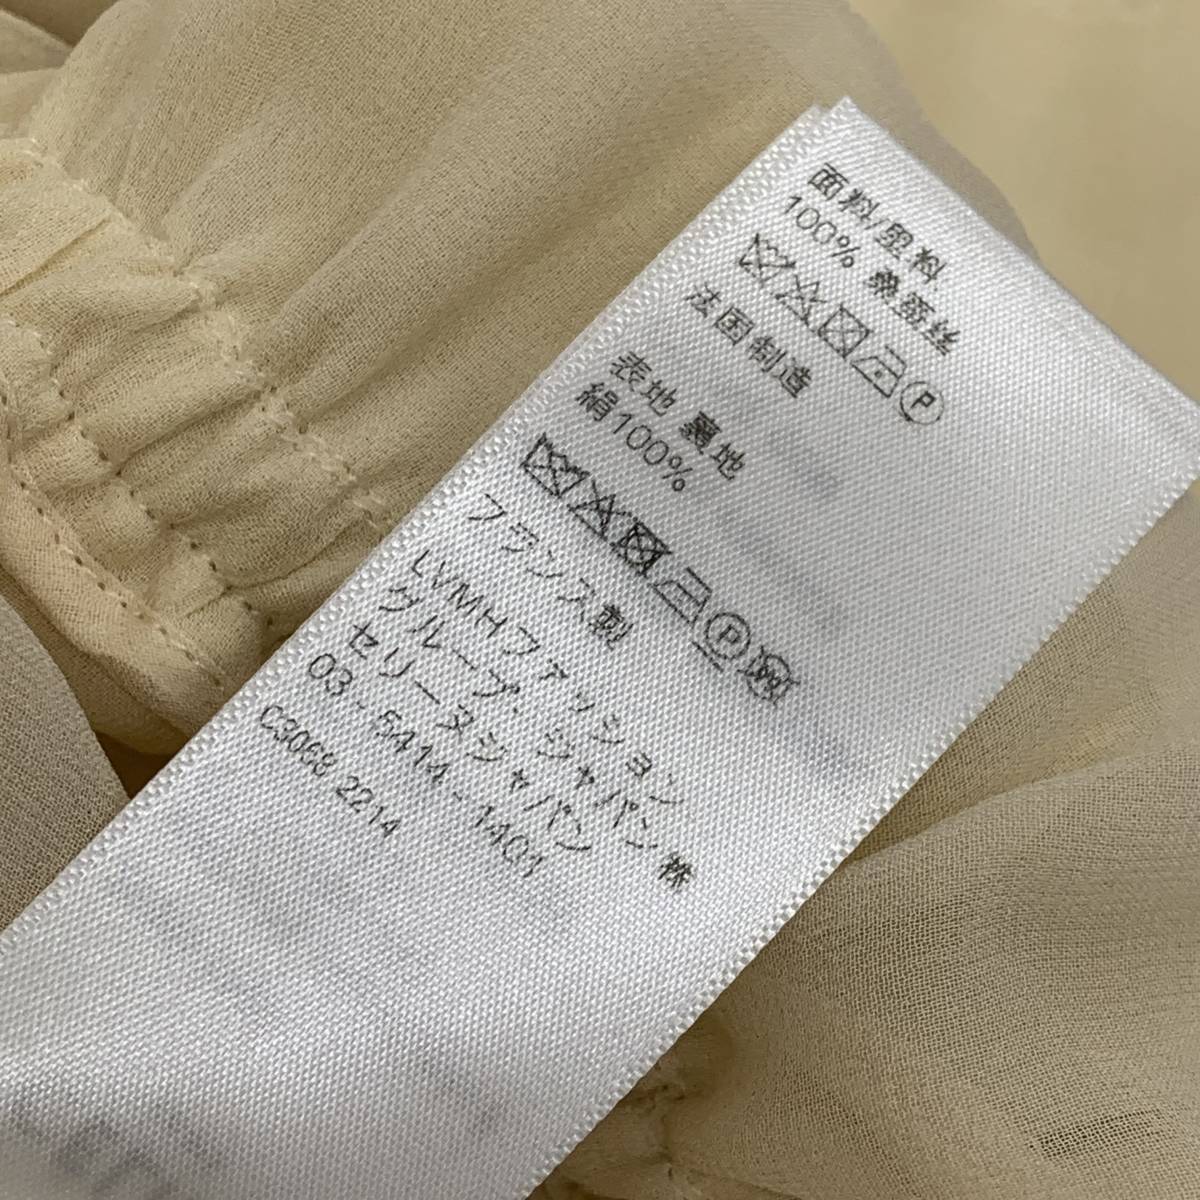 面料/里料
100% 桑蚕丝
P
法国制造
表地 裏地
絹100%
P W
フランス製
LVMHファッション
グループ・ジャパン株
セリーヌジャパン
03-5414-1401
C3068 2214